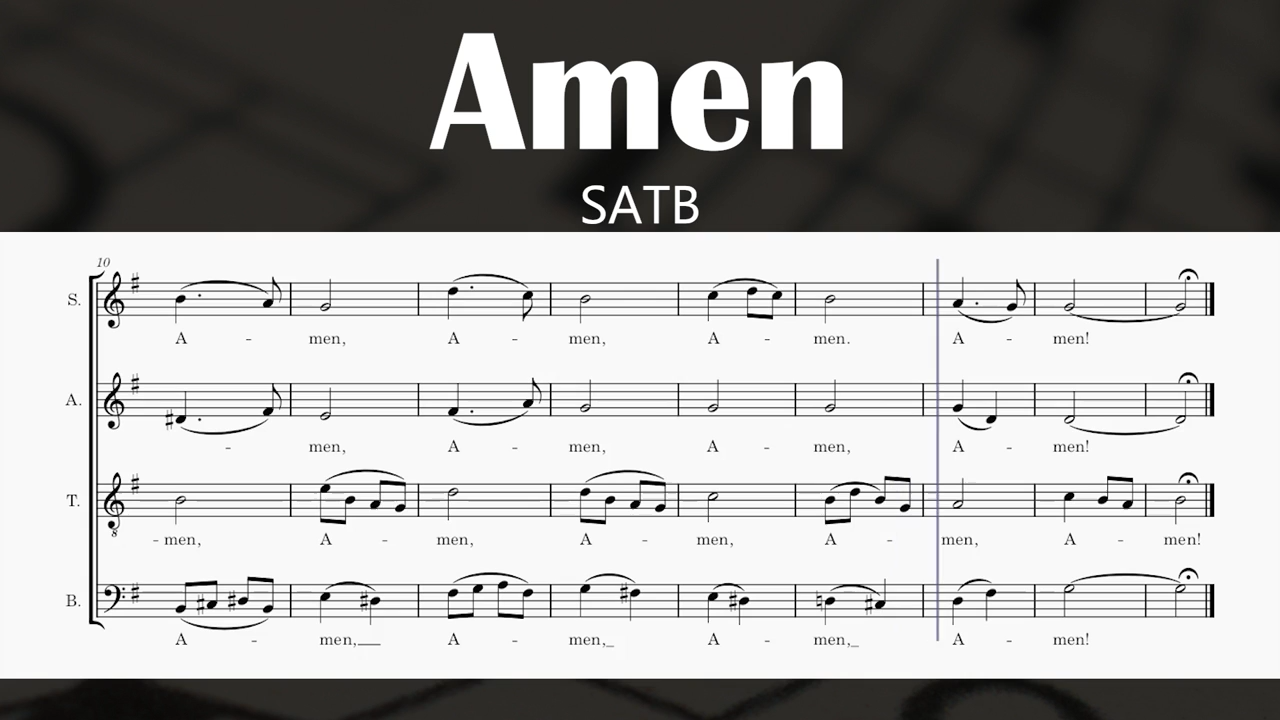 Amen
SATB
10
S.
A - men, A - men, A - men. A - men!
A.
- men, A - men, A - men, A - men!
T.
8
- men, A - men, A - men, A - men, A - men!
B.
A - men,__ A - men,_ A - men,_ A - men!